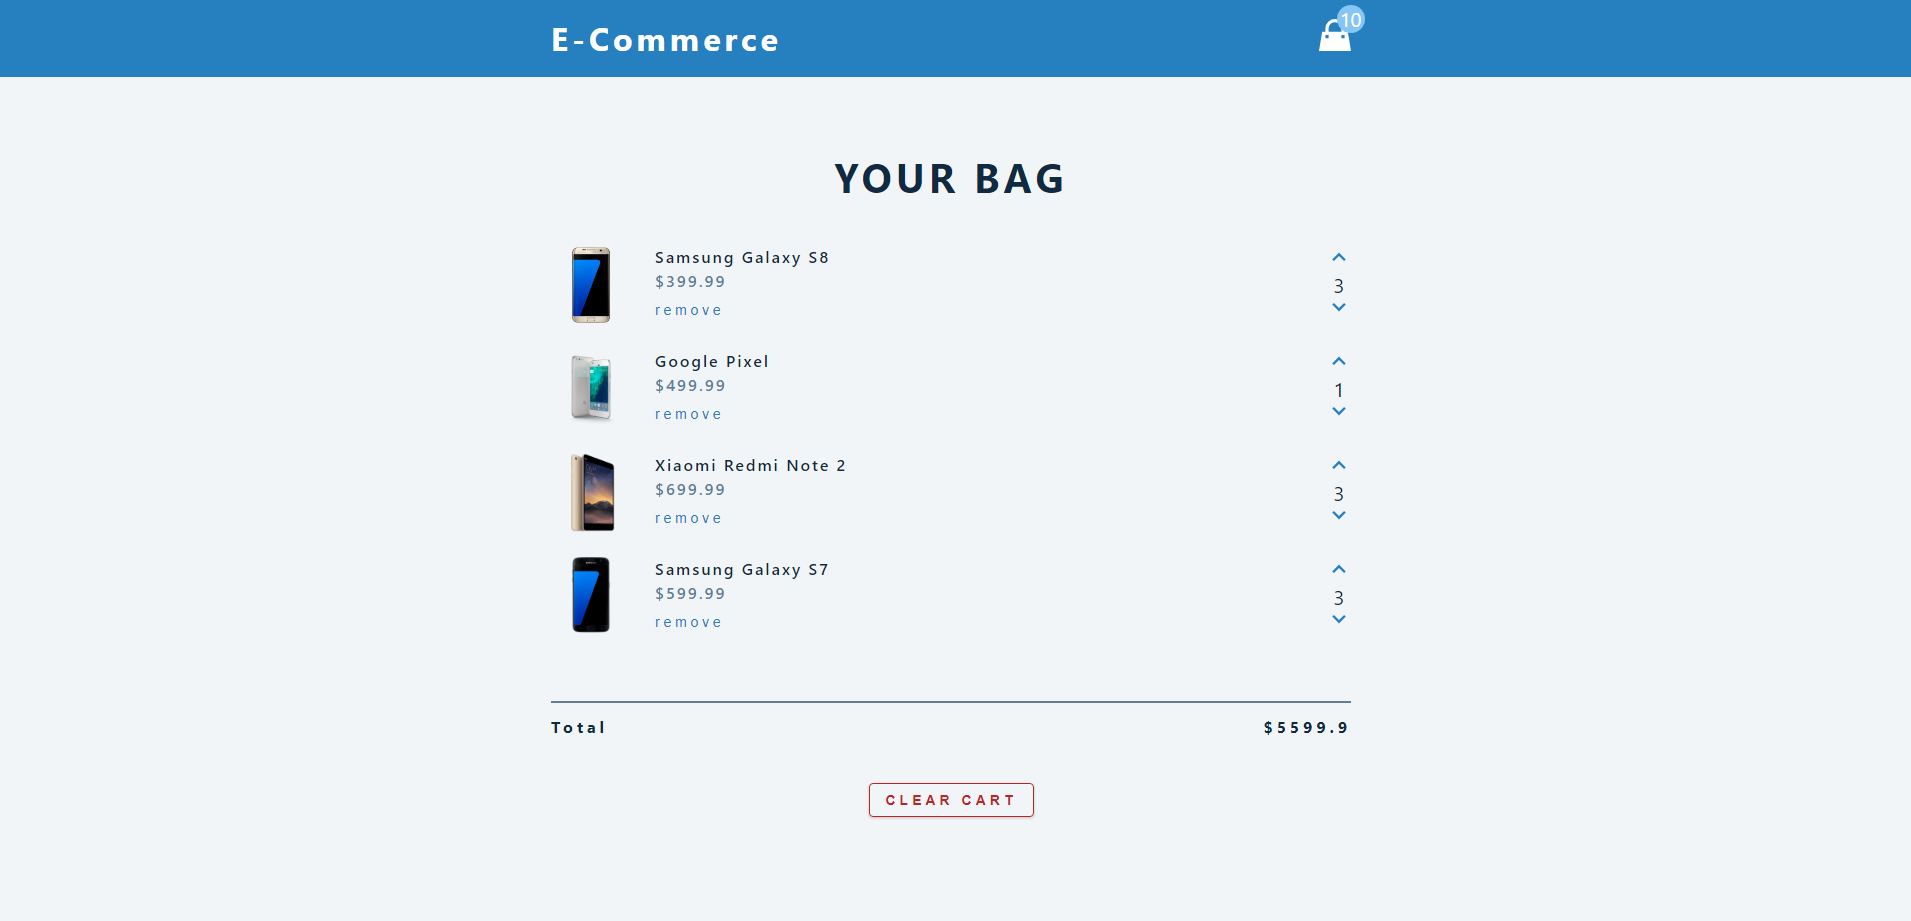 E-Commerce
10
YOUR BAG
Samsung Galaxy S8
$399.99
remove
3
Google Pixel
$499.99
remove
1
Xiaomi Redmi Note 2
$699.99
remove
3
Samsung Galaxy S7
$599.99
remove
3
Total $5599.9
CLEAR CART